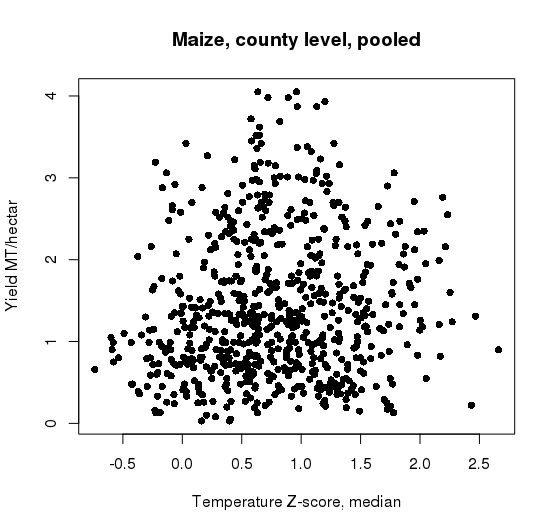 Maize, county level, pooled
Yield MT/hectar
4
3
2
1
0
-0.5 0.0 0.5 1.0 1.5 2.0 2.5
Temperature Z-score, median